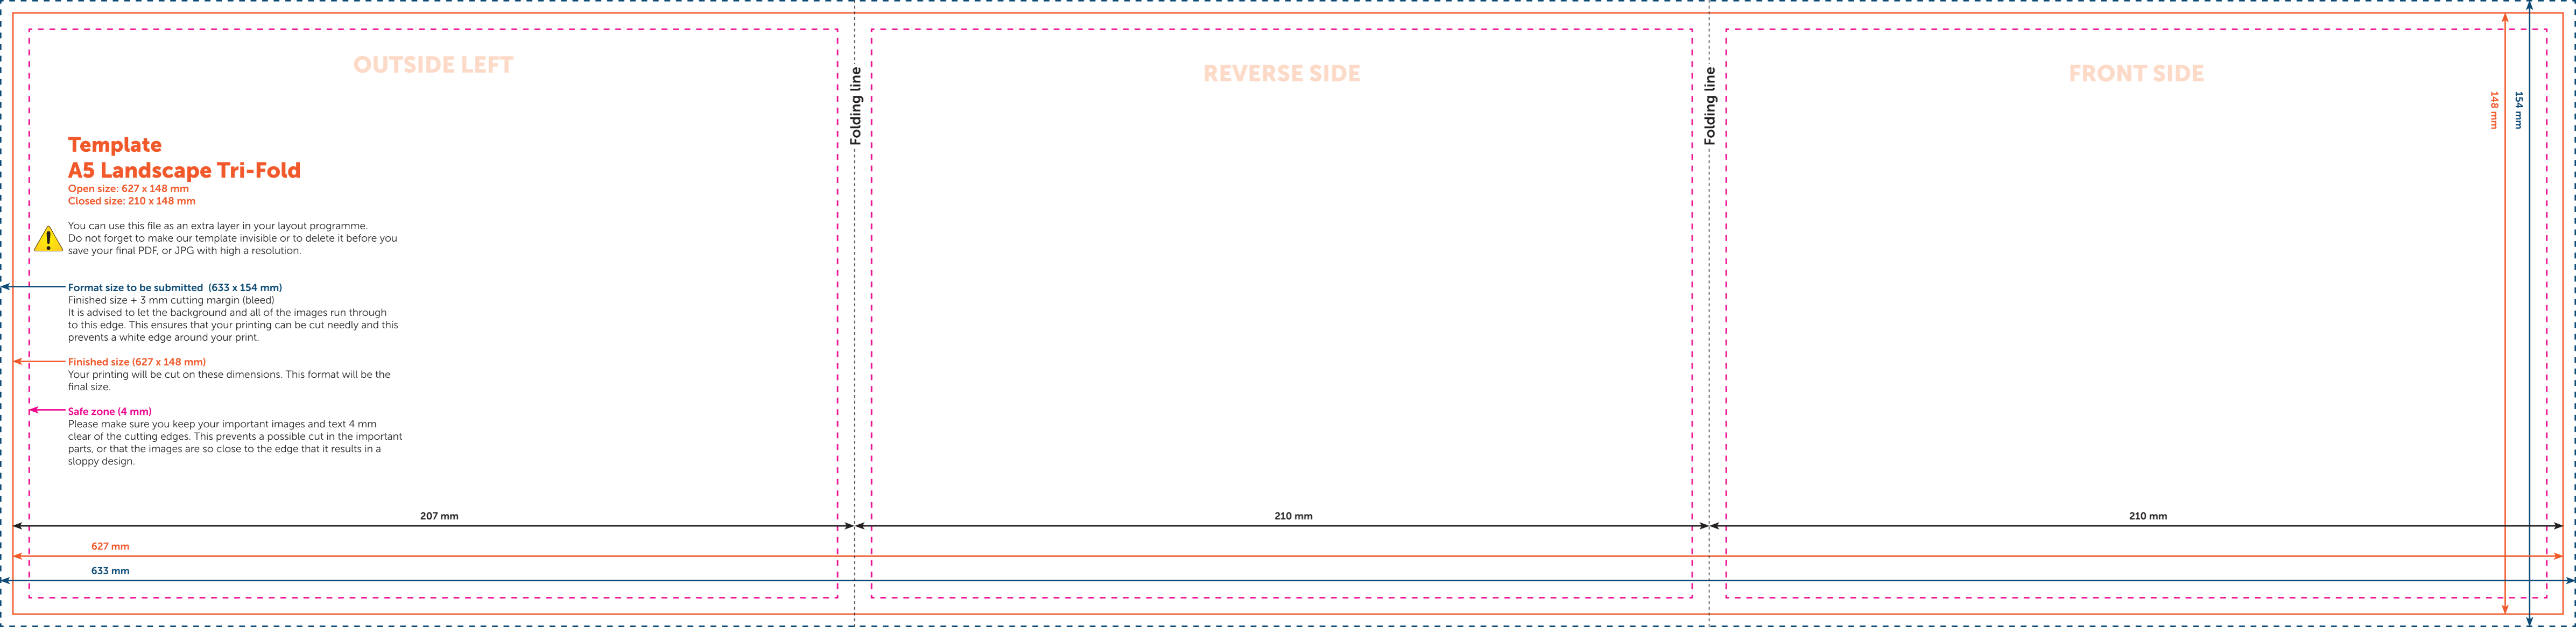 OUTSIDE LEFT
REVERSE SIDE
FRONT SIDE
Folding line
Folding line
148 mm
154 mm
Template
A5 Landscape Tri-Fold
Open size: 627 x 148 mm
Closed size: 210 x 148 mm
You can use this file as an extra layer in your layout programme.
Do not forget to make our template invisible or to delete it before you
save your final PDF, or JPG with high a resolution.
Format size to be submitted (633 x 154 mm)
Finished size + 3 mm cutting margin (bleed)
It is advised to let the background and all of the images run through
to this edge. This ensures that your printing can be cut needly and this
prevents a white edge around your print.
Finished size (627 x 148 mm)
Your printing will be cut on these dimensions. This format will be the
final size.
Safe zone (4 mm)
Please make sure you keep your important images and text 4 mm
clear of the cutting edges. This prevents a possible cut in the important
parts, or that the images are so close to the edge that it results in a
sloppy design.
207 mm
210 mm
210 mm
627 mm
633 mm